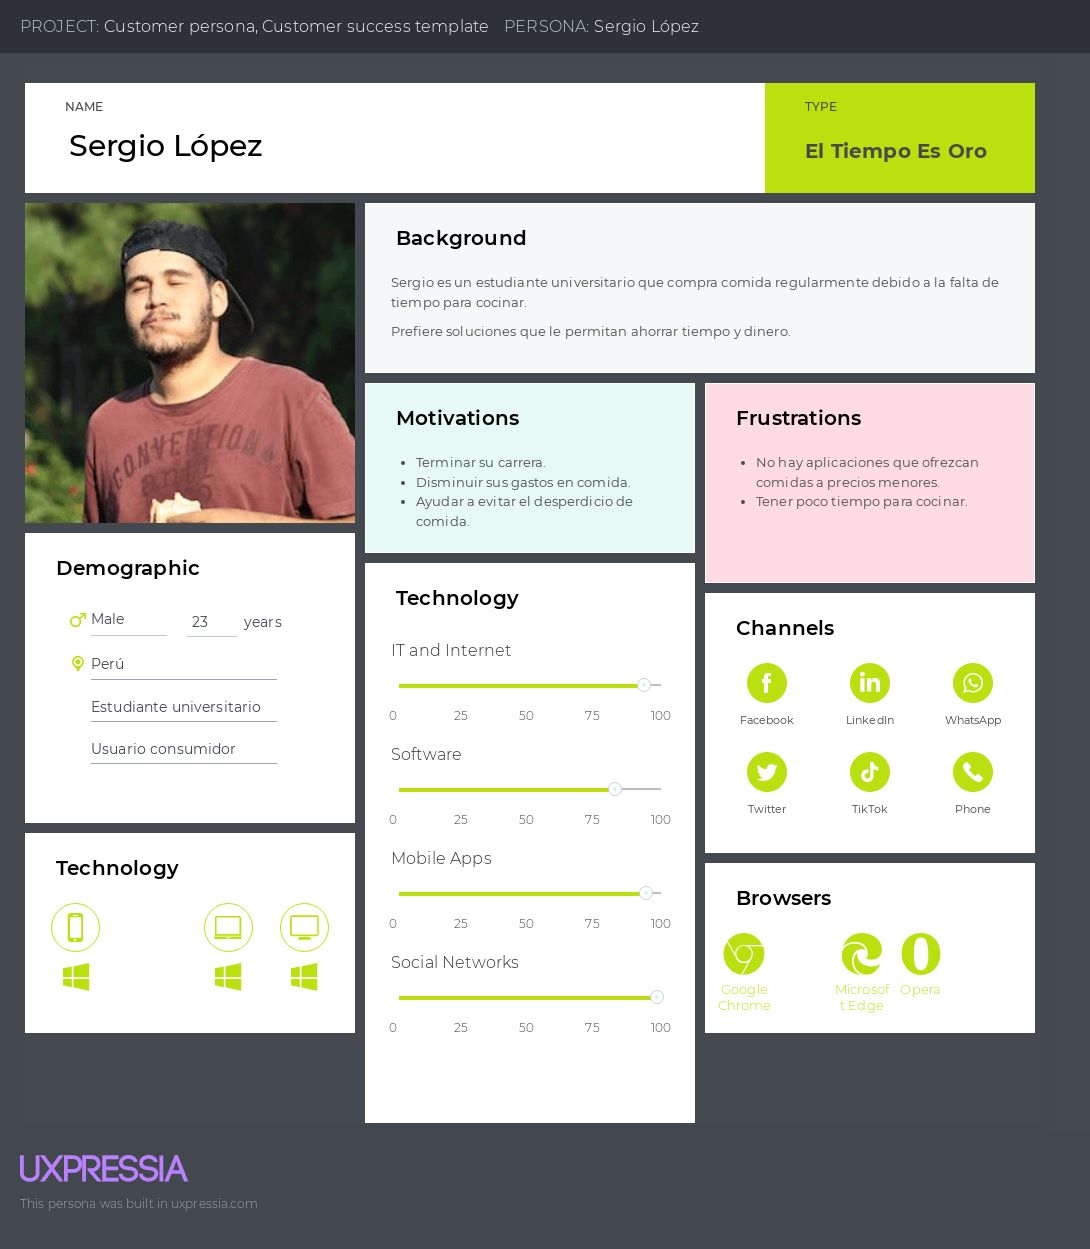 PROJECT: Customer persona, Customer success template PERSONA: Sergio López
NAME
Sergio López
TYPE
El Tiempo Es Oro
Background
Sergio es un estudiante universitario que compra comida regularmente debido a la falta de
tiempo para cocinar.
Prefiere soluciones que le permitan ahorrar tiempo y dinero.
CONVENTION
Motivations
Terminar su carrera.
Disminuir sus gastos en comida.
Ayudar a evitar el desperdicio de
comida.
Frustrations
No hay aplicaciones que ofrezcan
comidas a precios menores.
Tener poco tiempo para cocinar.
Demographic
Male 23 years
Perú
Estudiante universitario
Usuario consumidor
Technology
Technology
IT and Internet
0 25 50 75 100
Software
0 25 50 75 100
Mobile Apps
0 25 50 75 100
Social Networks
0 25 50 75 100
Channels
Facebook LinkedIn WhatsApp
Twitter TikTok Phone
Browsers
Google Microsof Opera
Chrome t Edge
UXPRESSIA
This persona was built in uxpressia.com